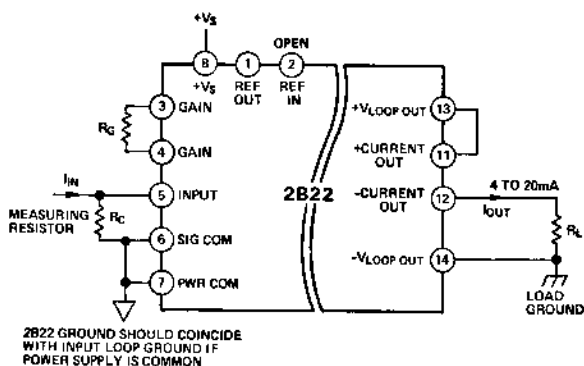 +VS
OPEN
8
1
2
+VS
REF
OUT
REF
IN
3
GAIN
RG
4
GAIN
IIN
5
INPUT
MEASURING
RESISTOR
RC
6
SIG COM
7
PWR COM
2B22
+VLOOP OUT
13
+CURRENT
OUT
11
-CURRENT
OUT
12
4 TO 20mA
IOUT
RL
-VLOOP OUT
14
LOAD
GROUND
2B22 GROUND SHOULD COINCIDE
WITH INPUT LOOP GROUND IF
POWER SUPPLY IS COMMON